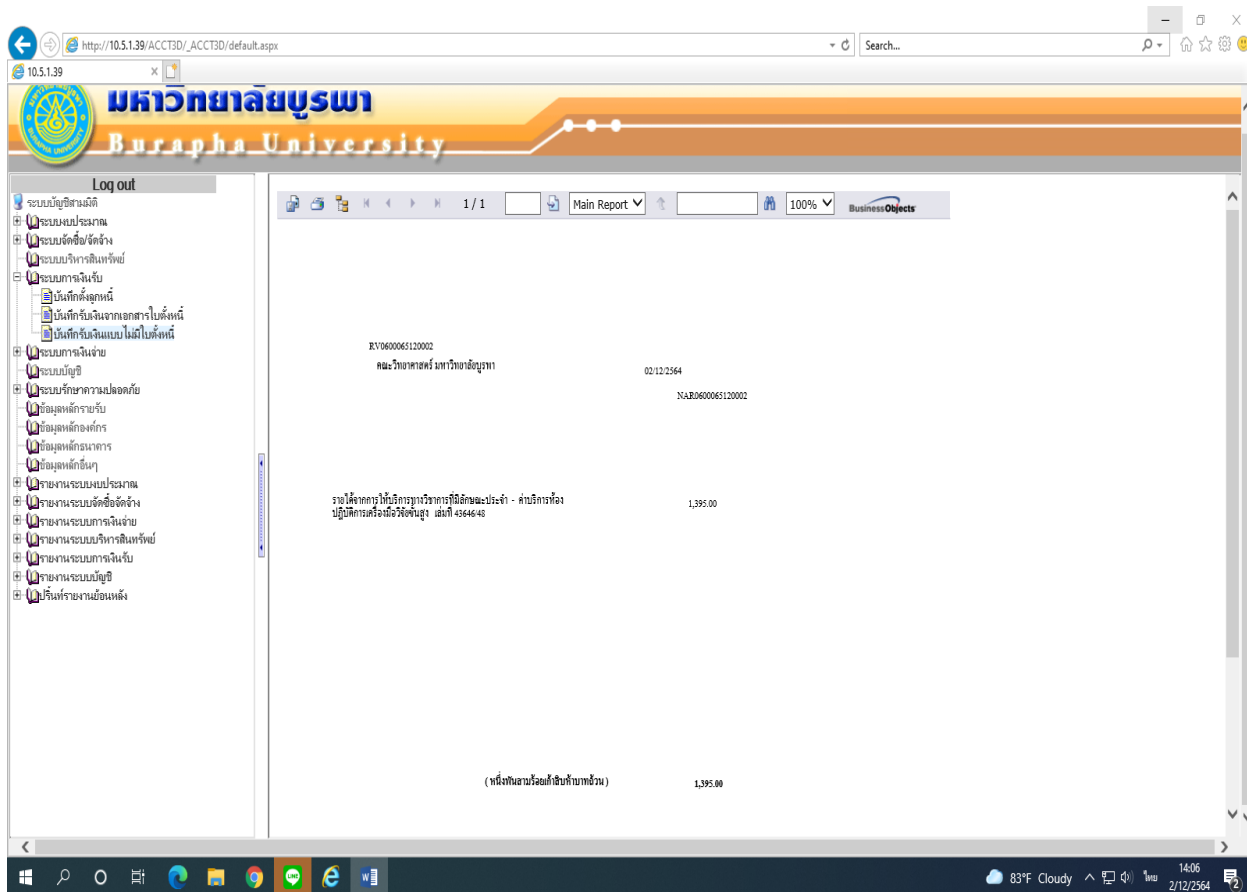 http://10.5.1.39/ACCT3D/_ACCT3D/default.aspx
Search...
10.5.1.39
มหาวิทยาลัยบูรพา
Burapha University
Log out
ระบบบัญชีสามมิติ
ระบบงบประมาณ
ระบบจัดซื้อ/จัดจ้าง
ระบบบริหารสินทรัพย์
ระบบการเงินรับ
บันทึกตั้งลูกหนี้
บันทึกรับเงินจากเอกสารใบตั้งหนี้
บันทึกรับเงินแบบไม่มีใบตั้งหนี้
ระบบการเงินจ่าย
ระบบบัญชี
ระบบรักษาความปลอดภัย
ข้อมูลหลักรายรับ
ข้อมูลหลักองค์กร
ข้อมูลหลักธนาคาร
ข้อมูลหลักอื่นๆ
รายงานระบบงบประมาณ
รายงานระบบจัดซื้อจัดจ้าง
รายงานระบบการเงินจ่าย
รายงานระบบบริหารสินทรัพย์
รายงานระบบการเงินรับ
รายงานระบบบัญชี
ปริ้นท์รายงานย้อนหลัง
1 / 1 Main Report 100% BusinessObjects
RV0600065120002
คณะวิทยาศาสตร์ มหาวิทยาลัยบูรพา
02/12/2564
NAR0600065120002
รายได้จากการให้บริการทางวิชาการที่มีลักษณะประจำ - ค่าบริการห้อง 1,395.00
ปฏิบัติการเครื่องมือวิจัยขั้นสูง เล่มที่ 43646/48
( หนึ่งพันสามร้อยเก้าสิบห้าบาทถ้วน ) 1,395.00
83°F Cloudy ไทย 14:06
2/12/2564